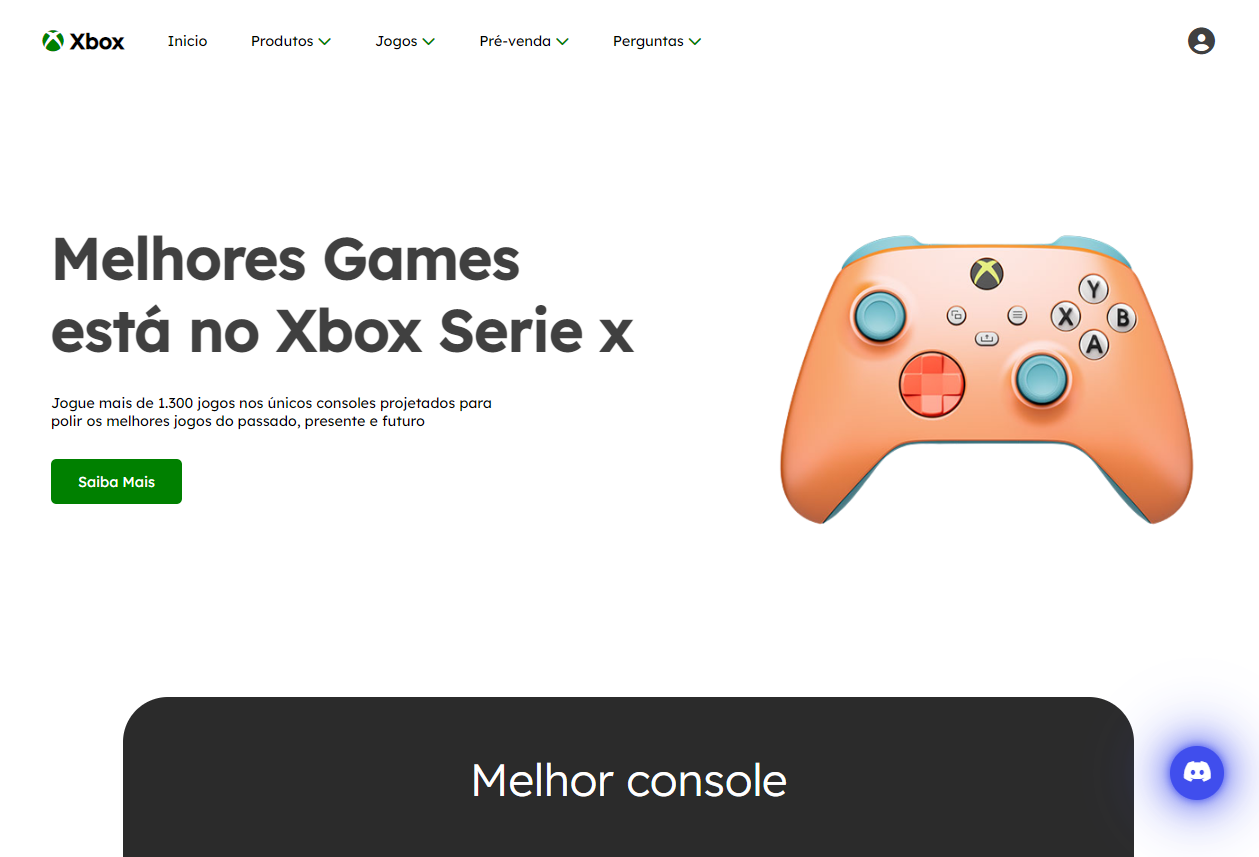 Xbox
Inicio
Produtos
Jogos
Pré-venda
Perguntas
Melhores Games
está no Xbox Serie x
Y
X
B
A
Jogue mais de 1.300 jogos nos únicos consoles projetados para
polir os melhores jogos do passado, presente e futuro
Saiba Mais
Melhor console